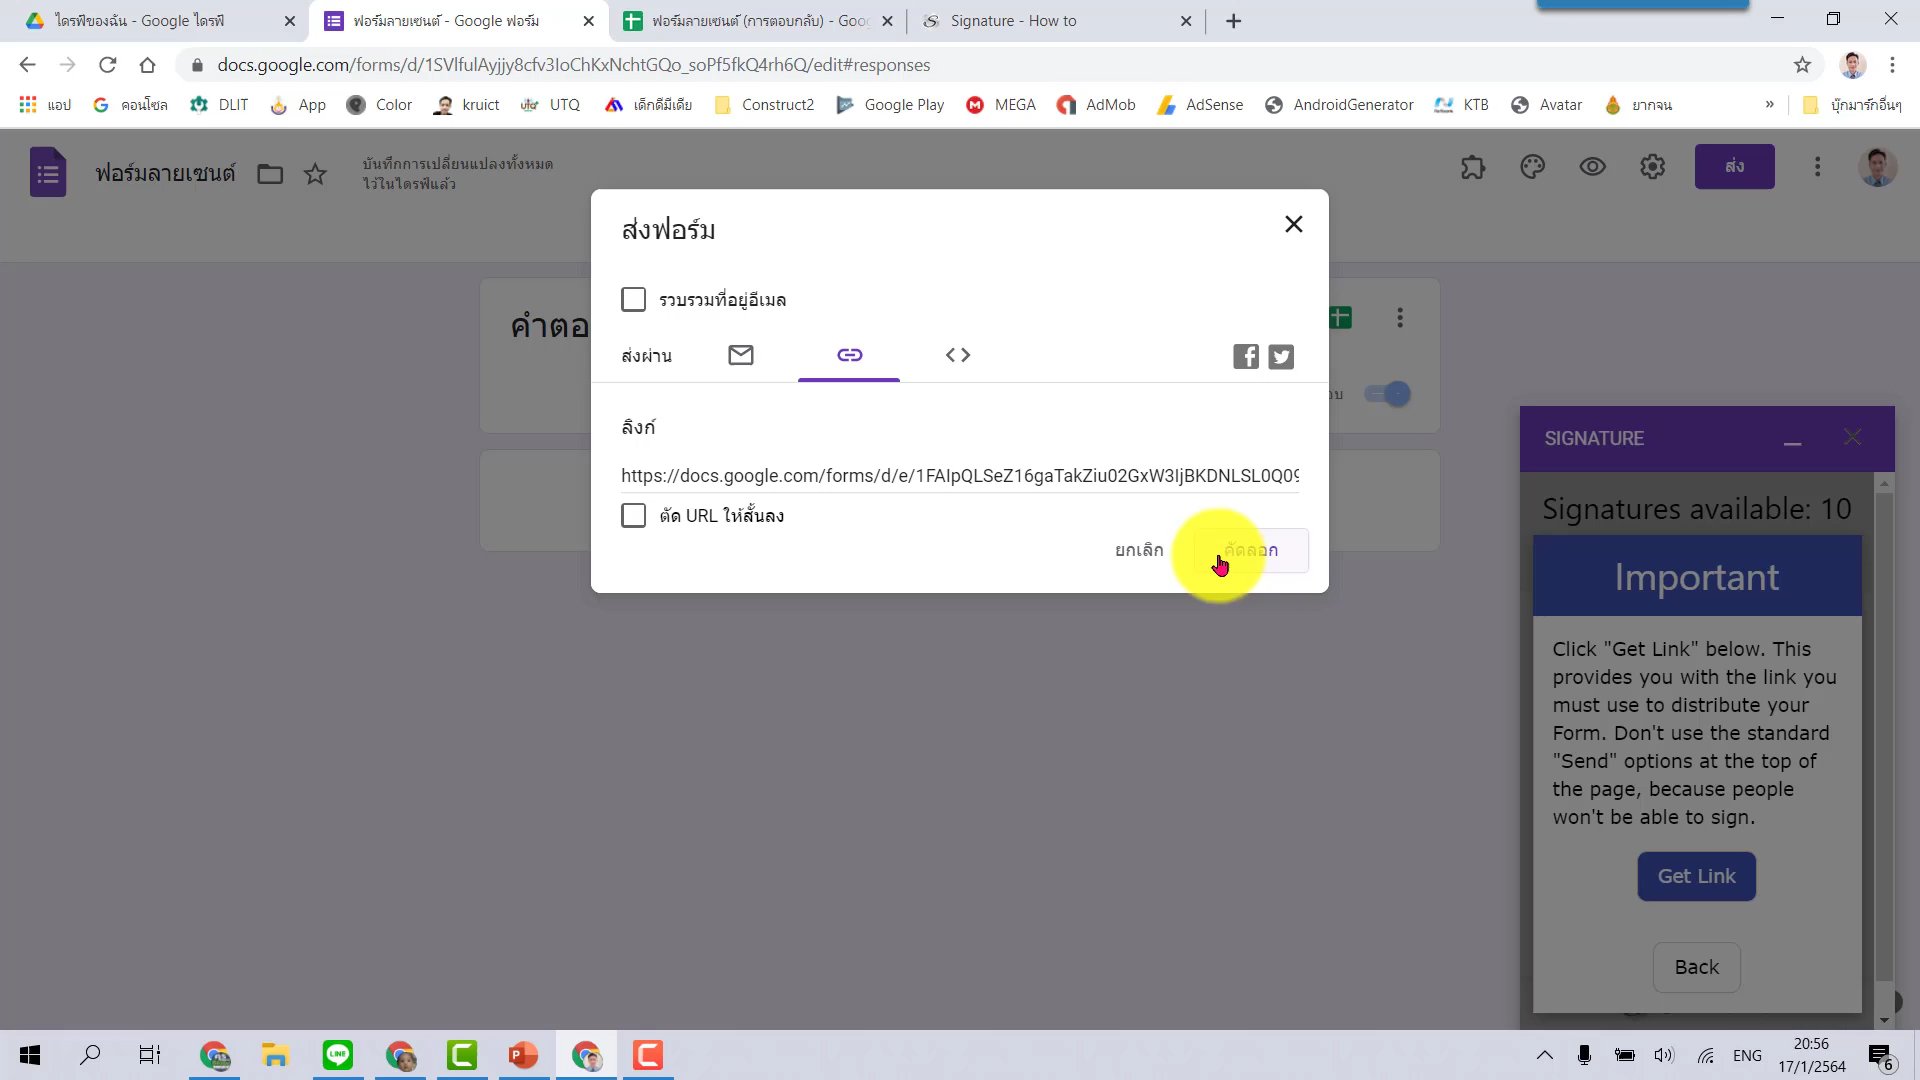 ไดรฟ์ของฉัน - Google ไดรฟ์
ฟอร์มลายเซนต์ - Google ฟอร์ม
ฟอร์มลายเซนต์ (การตอบกลับ) - Goo
Signature - How to
docs.google.com/forms/d/1SVlfulAyjjy8cfv3IoChKxNchtGQo_soPf5fkQ4rh6Q/edit#responses
แอป
คอนโซล
DLIT
App
Color
kruict
UTQ
เด็กดีมีเดีย
Construct2
Google Play
MEGA
AdMob
AdSense
AndroidGenerator
KTB
Avatar
ยากจน
»
บุ๊กมาร์กอื่นๆ
ฟอร์มลายเซนต์
บันทึกการเปลี่ยนแปลงทั้งหมด
ไว้ในไดรฟ์แล้ว
ส่ง
ส่งฟอร์ม
รวบรวมที่อยู่อีเมล
คำตอ
ส่งผ่าน
บ
ลิงก์
https://docs.google.com/forms/d/e/1FAIpQLSeZ16gaTakZiu02GxW3IjBKDNLSL0Q09
ตัด URL ให้สั้นลง
ยกเลิก
คัดลอก
SIGNATURE
Signatures available: 10
Important
Click "Get Link" below. This
provides you with the link you
must use to distribute your
Form. Don't use the standard
"Send" options at the top of
the page, because people
won't be able to sign.
Get Link
Back
ENG
20:56
17/1/2564
6